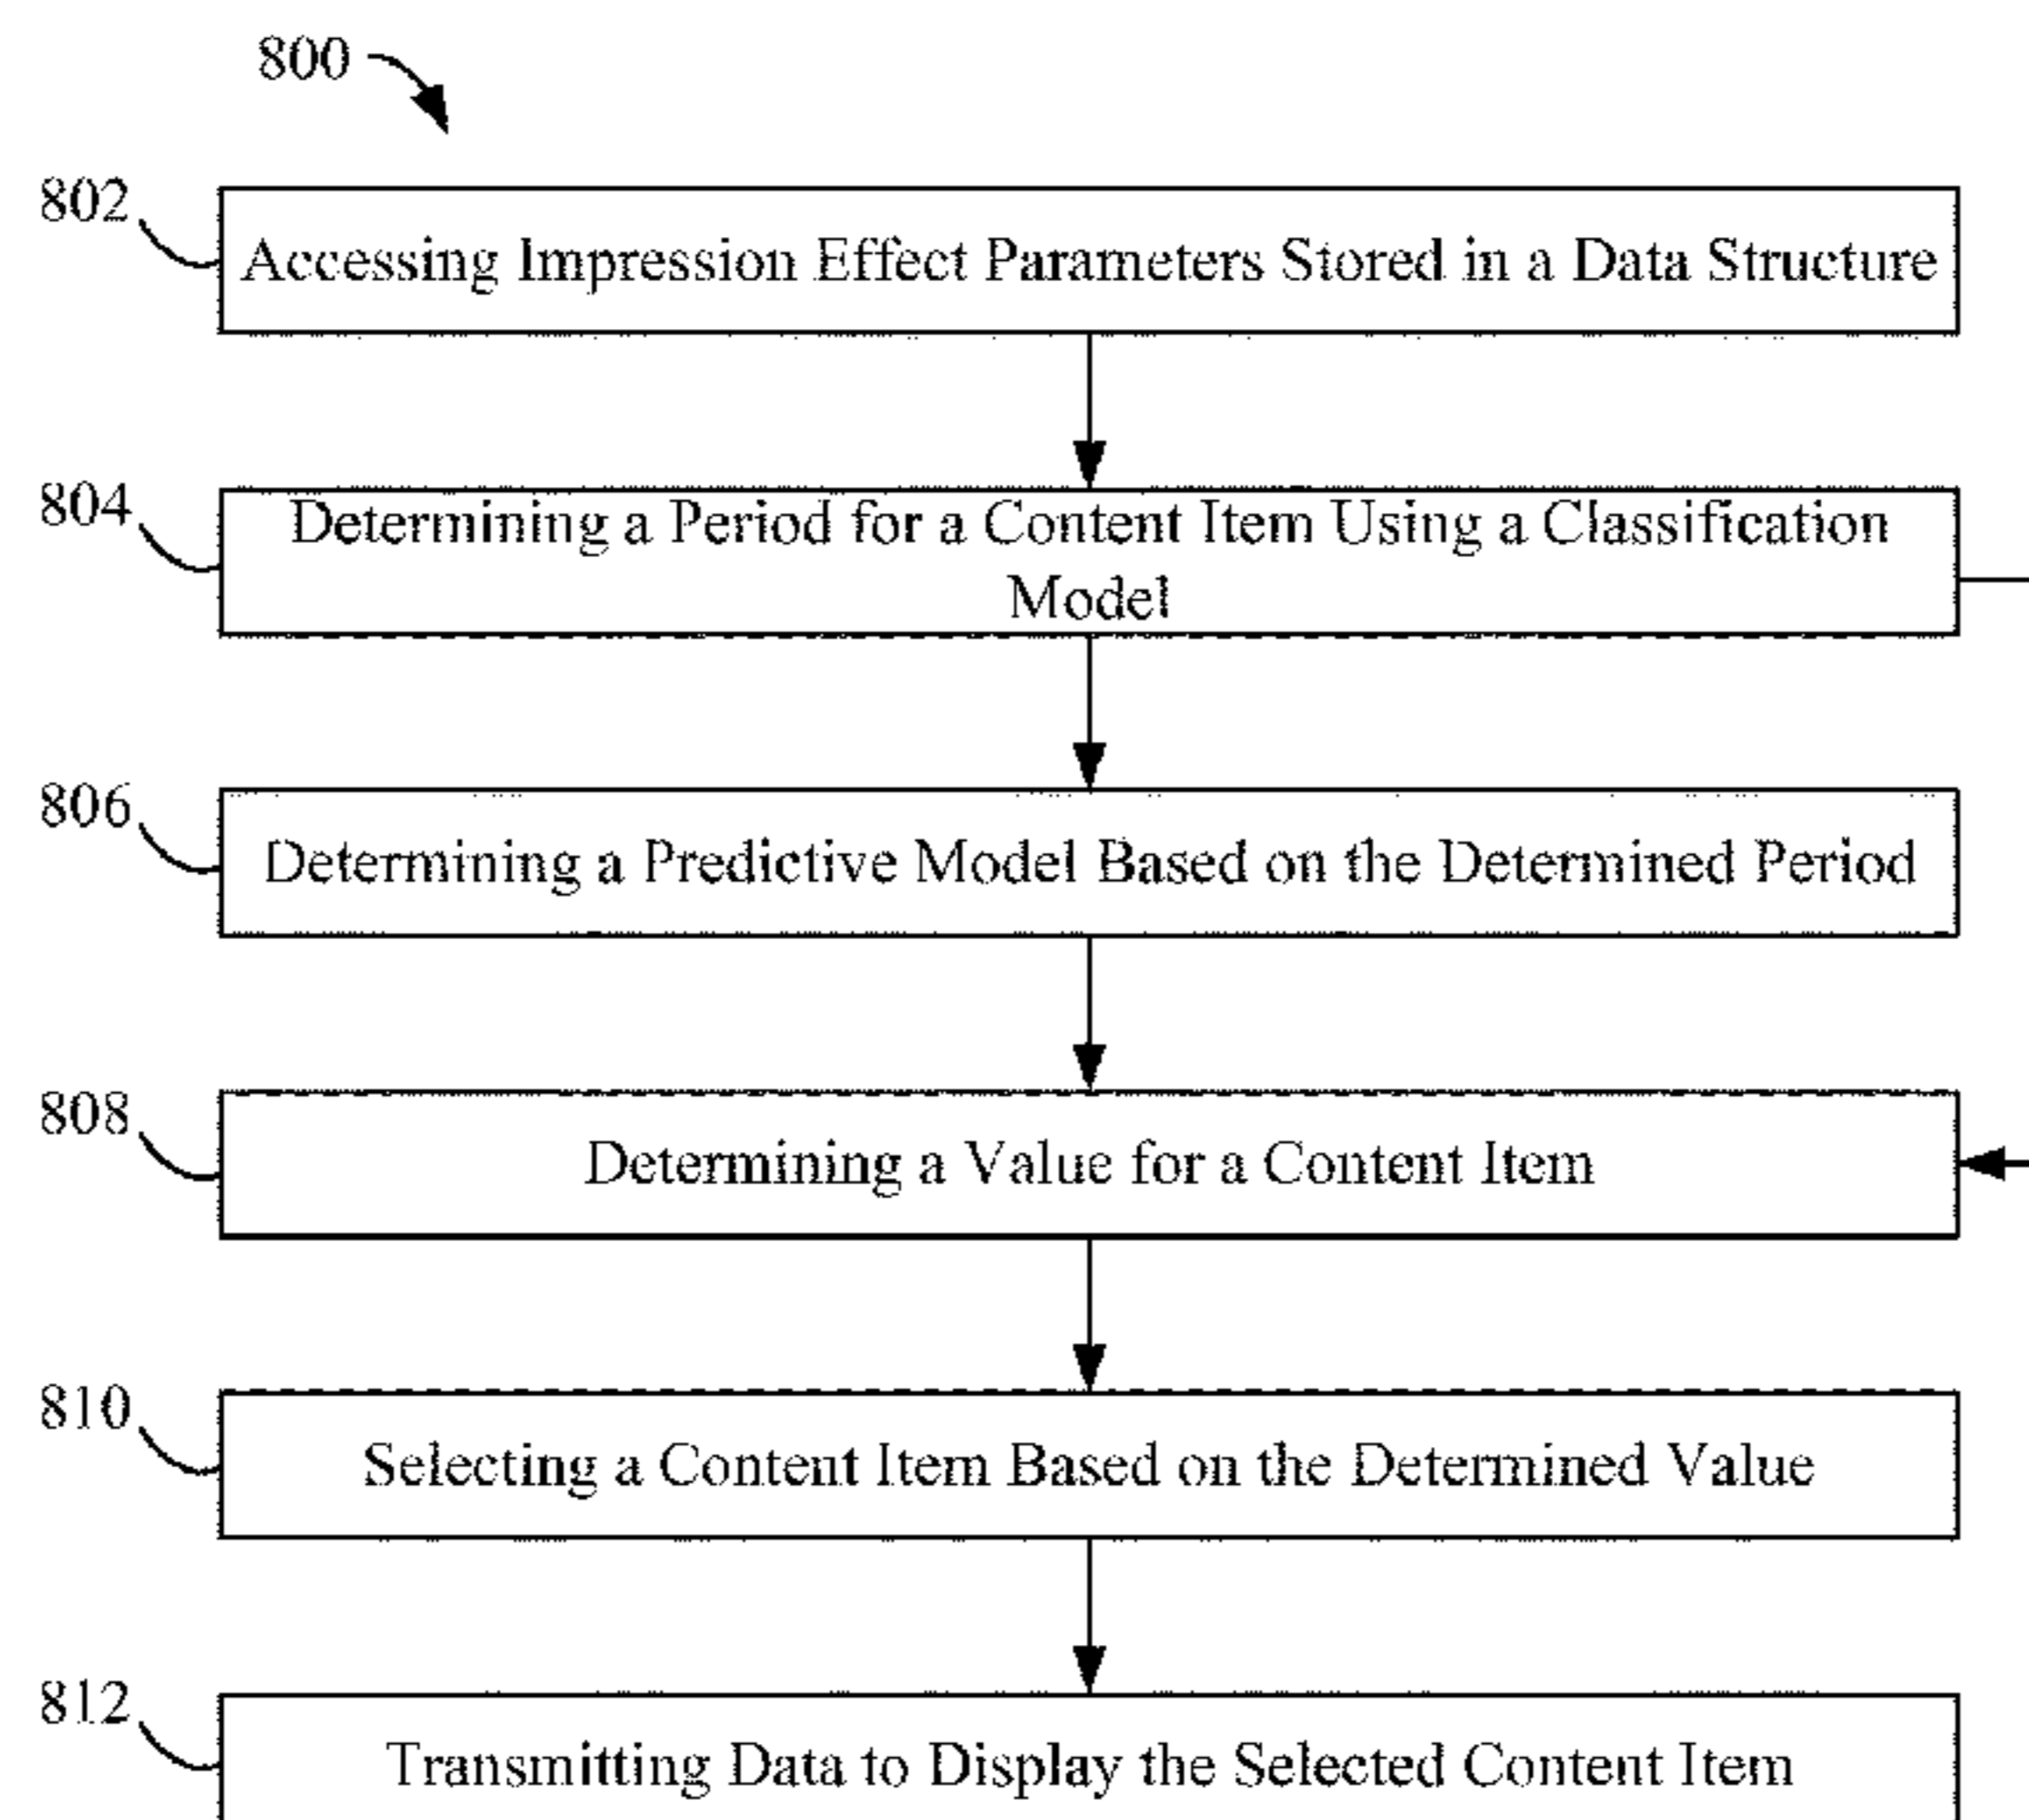 800
802
Accessing Impression Effect Parameters Stored in a Data Structure
804
Determining a Period for a Content Item Using a Classification
Model
806
Determining a Predictive Model Based on the Determined Period
808
Determining a Value for a Content Item
810
Selecting a Content Item Based on the Determined Value
812
Transmitting Data to Display the Selected Content Item